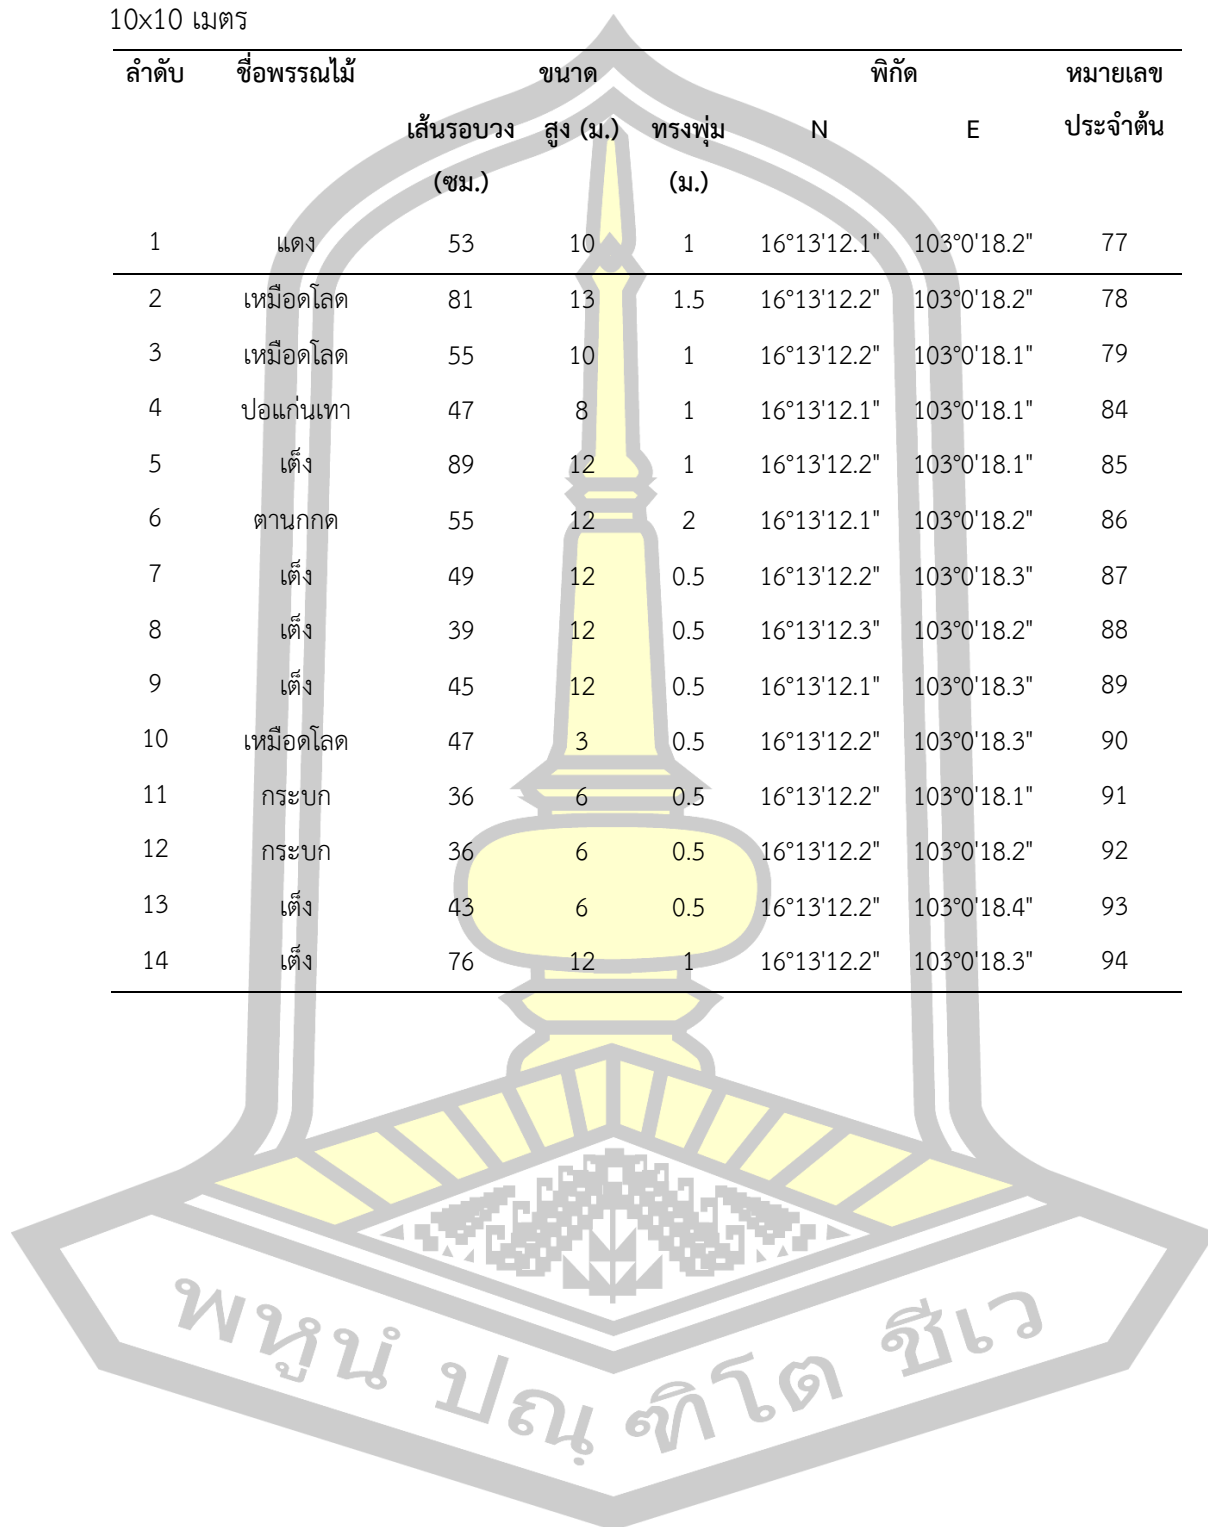 10x10 เมตร
ลำดับ ชื่อพรรณไม้ ขนาด พิกัด หมายเลข
เส้นรอบวง สูง (ม.) ทรงพุ่ม N E ประจำต้น
(ซม.) (ม.)
1 แดง 53 10 1 16°13'12.1" 103°0'18.2" 77
2 เหมือดโลด 81 13 1.5 16°13'12.2" 103°0'18.2" 78
3 เหมือดโลด 55 10 1 16°13'12.2" 103°0'18.1" 79
4 ปอแก่นเทา 47 8 1 16°13'12.1" 103°0'18.1" 84
5 เต็ง 89 12 1 16°13'12.2" 103°0'18.1" 85
6 ตานกกด 55 12 2 16°13'12.1" 103°0'18.2" 86
7 เต็ง 49 12 0.5 16°13'12.2" 103°0'18.3" 87
8 เต็ง 39 12 0.5 16°13'12.3" 103°0'18.2" 88
9 เต็ง 45 12 0.5 16°13'12.1" 103°0'18.3" 89
10 เหมือดโลด 47 3 0.5 16°13'12.2" 103°0'18.3" 90
11 กระบก 36 6 0.5 16°13'12.2" 103°0'18.1" 91
12 กระบก 36 6 0.5 16°13'12.2" 103°0'18.2" 92
13 เต็ง 43 6 0.5 16°13'12.2" 103°0'18.4" 93
14 เต็ง 76 12 1 16°13'12.2" 103°0'18.3" 94
พหูนํ ปณฺฑิโต ชีเว